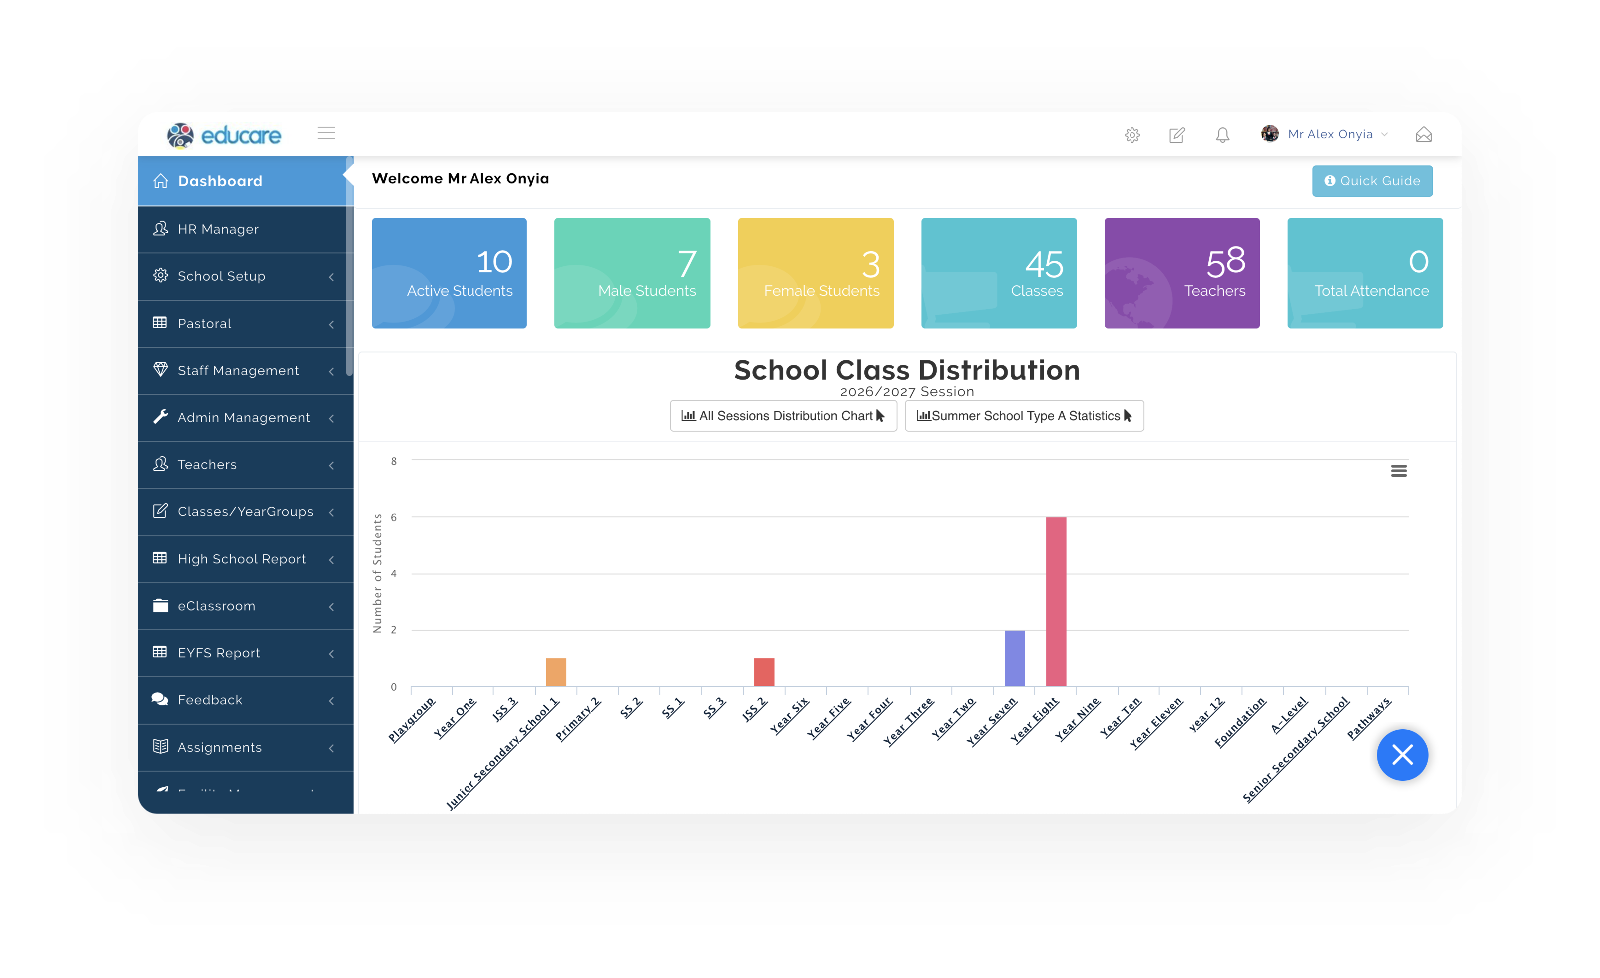 educare
Mr Alex Onyia
Dashboard
HR Manager
School Setup
Pastoral
Staff Management
Admin Management
Teachers
Classes/YearGroups
High School Report
eClassroom
EYFS Report
Feedback
Assignments
Welcome Mr Alex Onyia
Quick Guide
10
Active Students
7
Male Students
3
Female Students
45
Classes
58
Teachers
0
Total Attendance
School Class Distribution
2026/2027 Session
All Sessions Distribution Chart
Summer School Type A Statistics
Number of Students
8
6
4
2
0
Playgroup
Year One
JSS 3
Junior Secondary School 1
Primary 2
SS 2
SS 1
SS 3
JSS 2
Year Six
Year Five
Year Four
Year Three
Year Two
Year Seven
Year Eight
Year Nine
Year Ten
Year Eleven
year 12
Foundation
A-Level
Senior Secondary School
Pathways